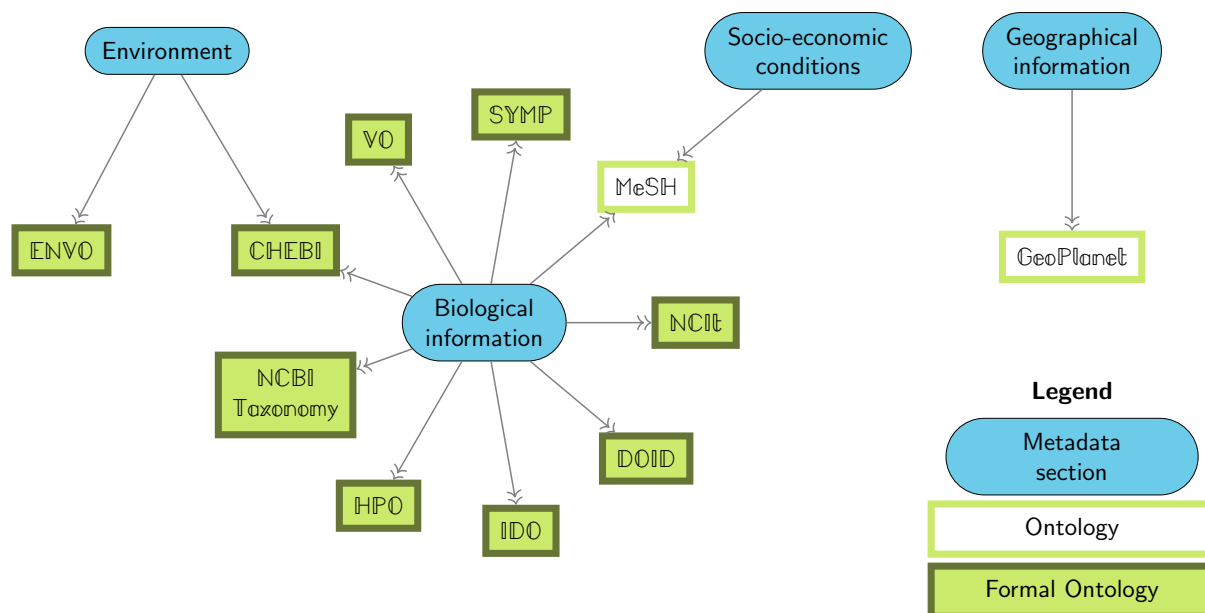 Environment
Socio-economic
conditions
Geographical
information
SYMP
VO
MeSH
ENVO
CHEBI
GeoPlanet
Biological
information
NCIt
NCBI
Taxonomy
Legend
Metadata
section
DOID
HPO
IDO
Ontology
Formal Ontology